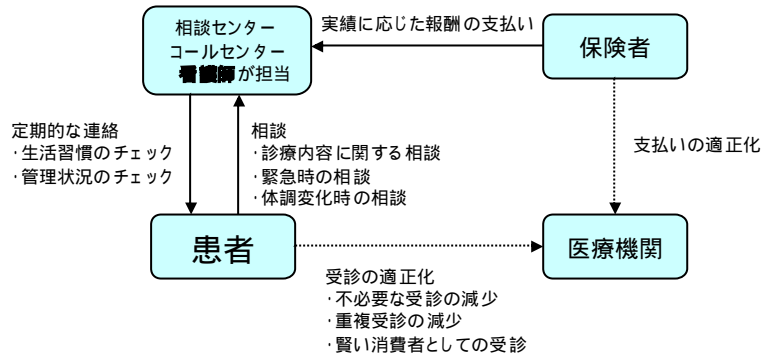 相談センター
コールセンター
看護師が担当
実績に応じた報酬の支払い
保険者
定期的な連絡
・生活習慣のチェック
・管理状況のチェック
相談
・診療内容に関する相談
・緊急時の相談
・体調変化時の相談
支払いの適正化
患者
医療機関
受診の適正化
・不必要な受診の減少
・重複受診の減少
・賢い消費者としての受診